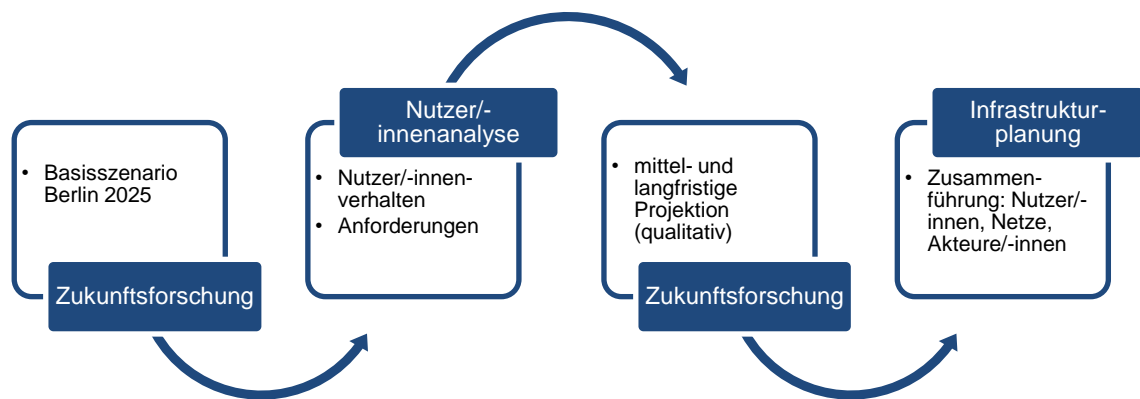 • Basisszenario
Berlin 2025
Zukunftsforschung
Nutzer/-
innenanalyse
• Nutzer/-innen-
verhalten
• Anforderungen
• mittel- und
langfristige
Projektion
(qualitativ)
Zukunftsforschung
Infrastruktur-
planung
• Zusammen-
führung: Nutzer/-
innen, Netze,
Akteure/-innen